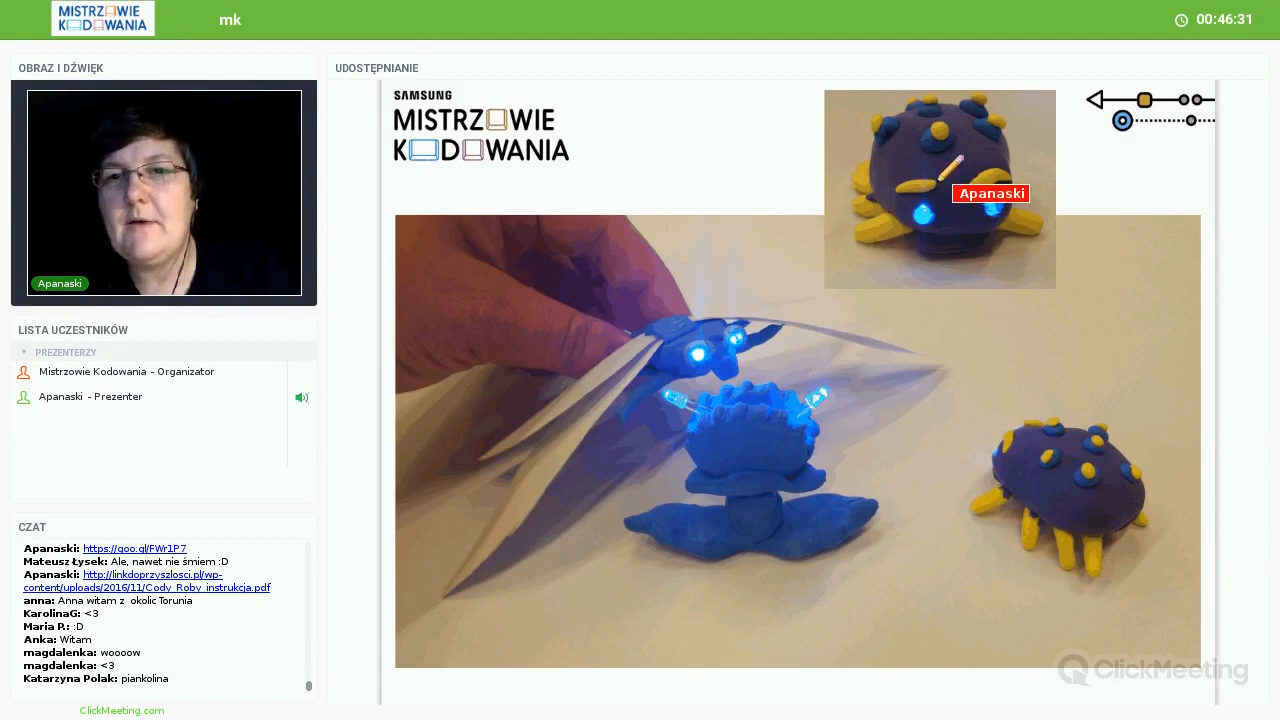 MISTRZOWIE
KODOWANIA
mk
00:46:31
OBRAZ I DŹWIĘK
Apanaski
LISTA UCZESTNIKÓW
PREZENTERZY
Mistrzowie Kodowania - Organizator
Apanaski - Prezenter
CZAT
Apanaski: https://goo.gl/FWr1P7
Mateusz Łysek: Ale, nawet nie śmiem :D
Apanaski: http://linkdoprzyszlosci.pl/wp-
content/uploads/2016/11/Cody_Roby_instrukcja.pdf
anna: Anna witam z okolic Torunia
KarolinaG: <3
Maria P.: :D
Anka: Witam
magdalenka: woooow
magdalenka: <3
Katarzyna Polak: piankolina
ClickMeeting.com
UDOSTĘPNIANIE
SAMSUNG
MISTRZOWIE
KODOWANIA
Apanaski
ClickMeeting